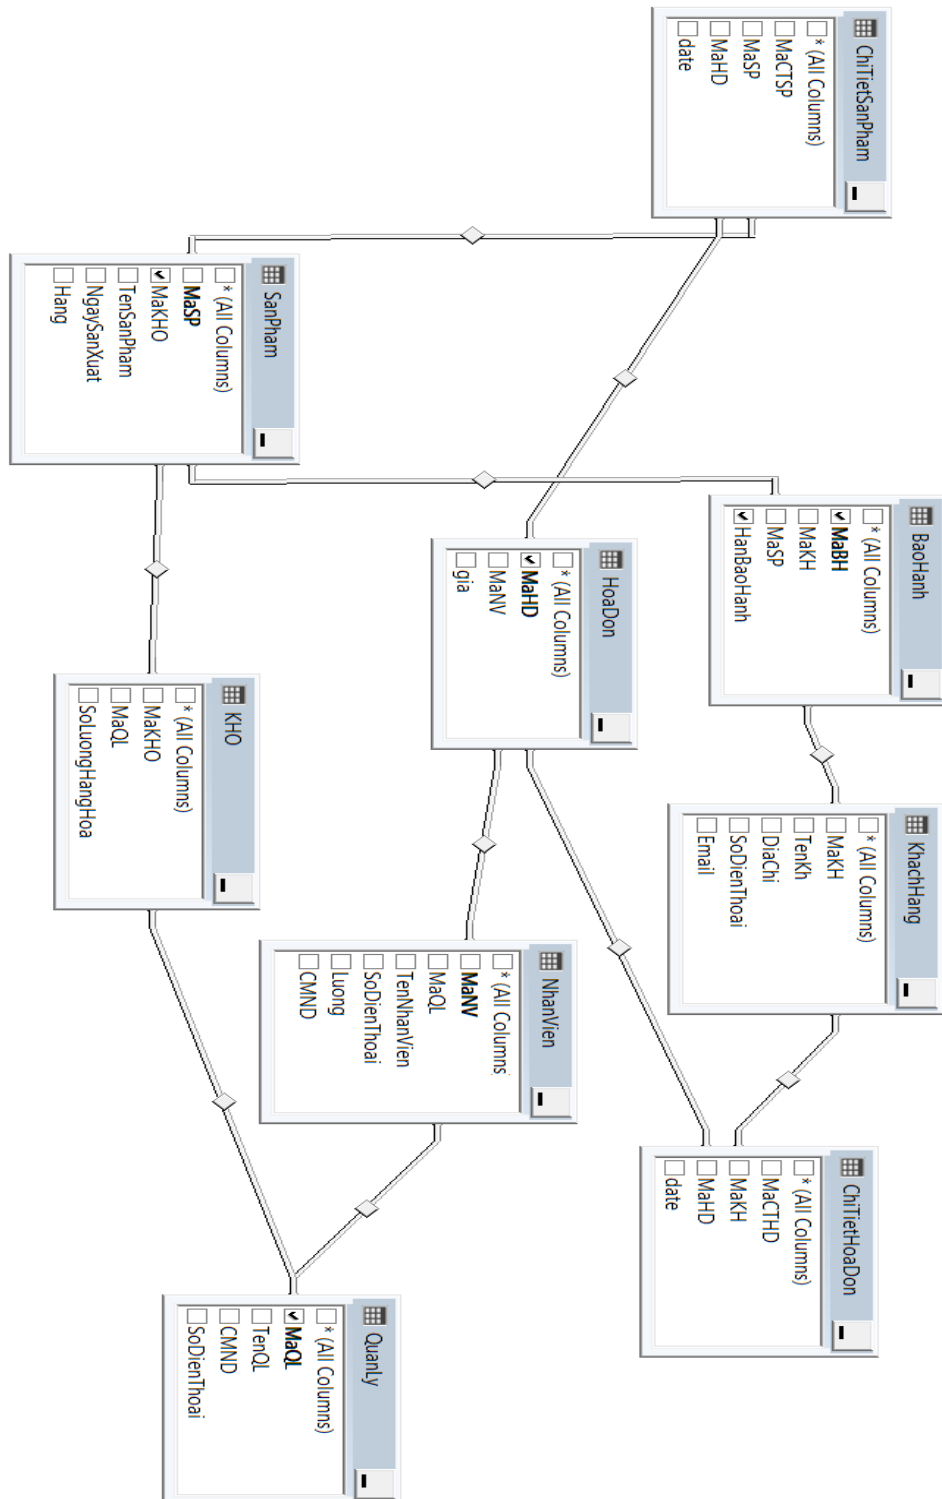 ChiTietSanPham
* (All Columns)
MaCTSP
MaSP
MaHD
date
SanPham
* (All Columns)
MaSP
MaKHO
TenSanPham
NgaySanXuat
Hang
BaoHanh
* (All Columns)
MaBH
MaKH
MaSP
HanBaoHanh
HoaDon
* (All Columns)
MaHD
MaNV
gia
KHO
* (All Columns)
MaKHO
MaQL
SoLuongHangHoa
KhachHang
* (All Columns)
MaKH
TenKh
DiaChi
SoDienThoai
Email
NhanVien
* (All Columns)
MaNV
MaQL
TenNhanVien
SoDienThoai
Luong
CMND
ChiTietHoaDon
* (All Columns)
MaCTHD
MaKH
MaHD
date
QuanLy
* (All Columns)
MaQL
TenQL
CMND
SoDienThoai